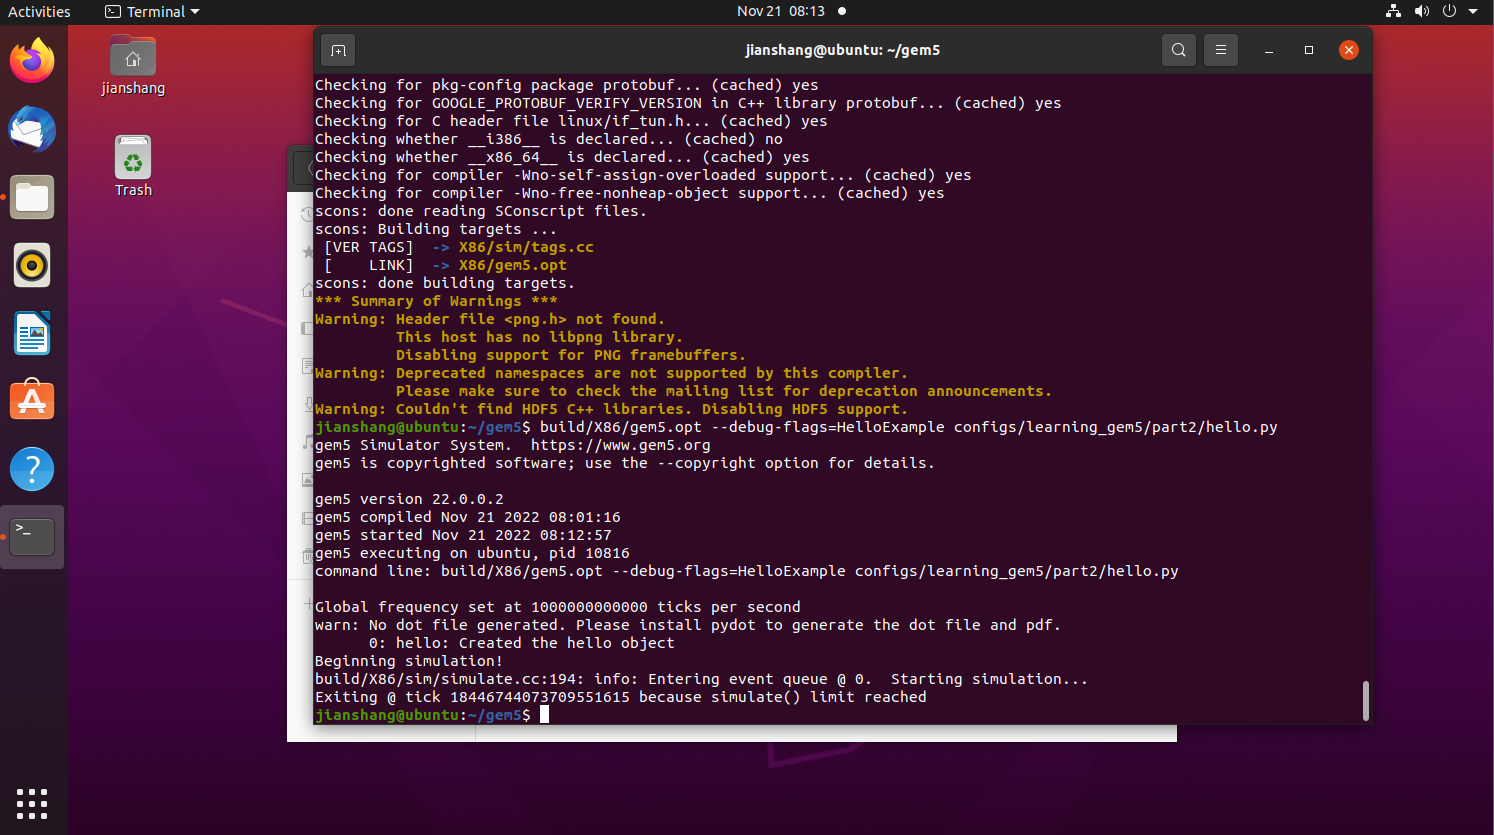 Activities
Terminal
Nov 21 08:13
jianshang
Trash
jianshang@ubuntu: ~/gem5
Checking for pkg-config package protobuf... (cached) yes
Checking for GOOGLE_PROTOBUF_VERIFY_VERSION in C++ library protobuf... (cached) yes
Checking for C header file linux/if_tun.h... (cached) yes
Checking whether __i386__ is declared... (cached) no
Checking whether __x86_64__ is declared... (cached) yes
Checking for compiler -Wno-self-assign-overloaded support... (cached) yes
Checking for compiler -Wno-free-nonheap-object support... (cached) yes
scons: done reading SConscript files.
scons: Building targets ...
 [VER TAGS]  -> X86/sim/tags.cc
 [    LINK]  -> X86/gem5.opt
scons: done building targets.
*** Summary of Warnings ***
Warning: Header file <png.h> not found.
         This host has no libpng library.
         Disabling support for PNG framebuffers.
Warning: Deprecated namespaces are not supported by this compiler.
         Please make sure to check the mailing list for deprecation announcements.
Warning: Couldn't find HDF5 C++ libraries. Disabling HDF5 support.
jianshang@ubuntu:~/gem5$ build/X86/gem5.opt --debug-flags=HelloExample configs/learning_gem5/part2/hello.py
gem5 Simulator System.  https://www.gem5.org
gem5 is copyrighted software; use the --copyright option for details.
gem5 version 22.0.0.2
gem5 compiled Nov 21 2022 08:01:16
gem5 started Nov 21 2022 08:12:57
gem5 executing on ubuntu, pid 10816
command line: build/X86/gem5.opt --debug-flags=HelloExample configs/learning_gem5/part2/hello.py
Global frequency set at 1000000000000 ticks per second
warn: No dot file generated. Please install pydot to generate the dot file and pdf.
      0: hello: Created the hello object
Beginning simulation!
build/X86/sim/simulate.cc:194: info: Entering event queue @ 0.  Starting simulation...
Exiting @ tick 18446744073709551615 because simulate() limit reached
jianshang@ubuntu:~/gem5$